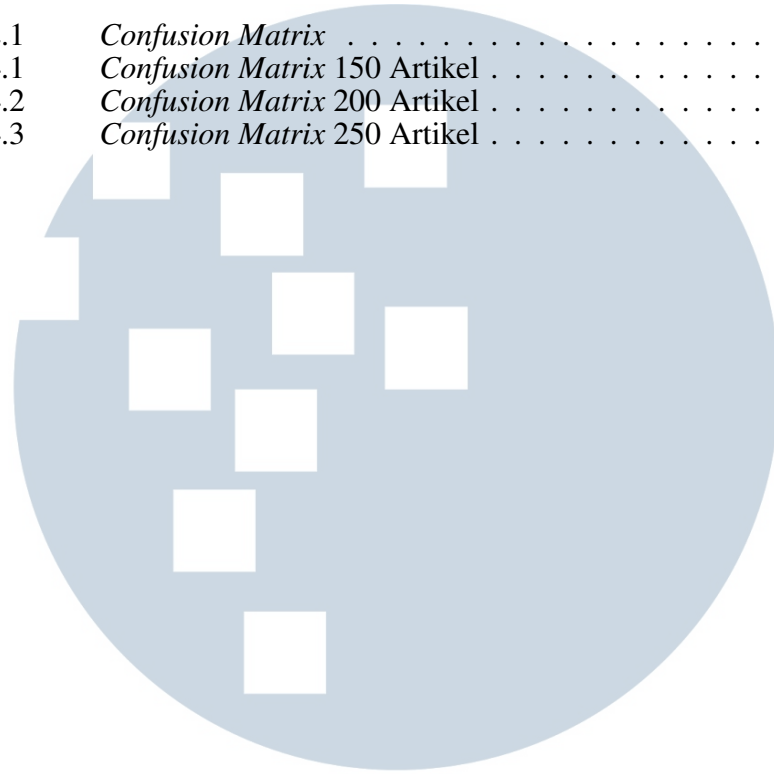 .1 Confusion Matrix . . . . . . . . . . . . . . . . . .
.1 Confusion Matrix 150 Artikel . . . . . . . . . . . .
.2 Confusion Matrix 200 Artikel . . . . . . . . . . . .
.3 Confusion Matrix 250 Artikel . . . . . . . . . . . .